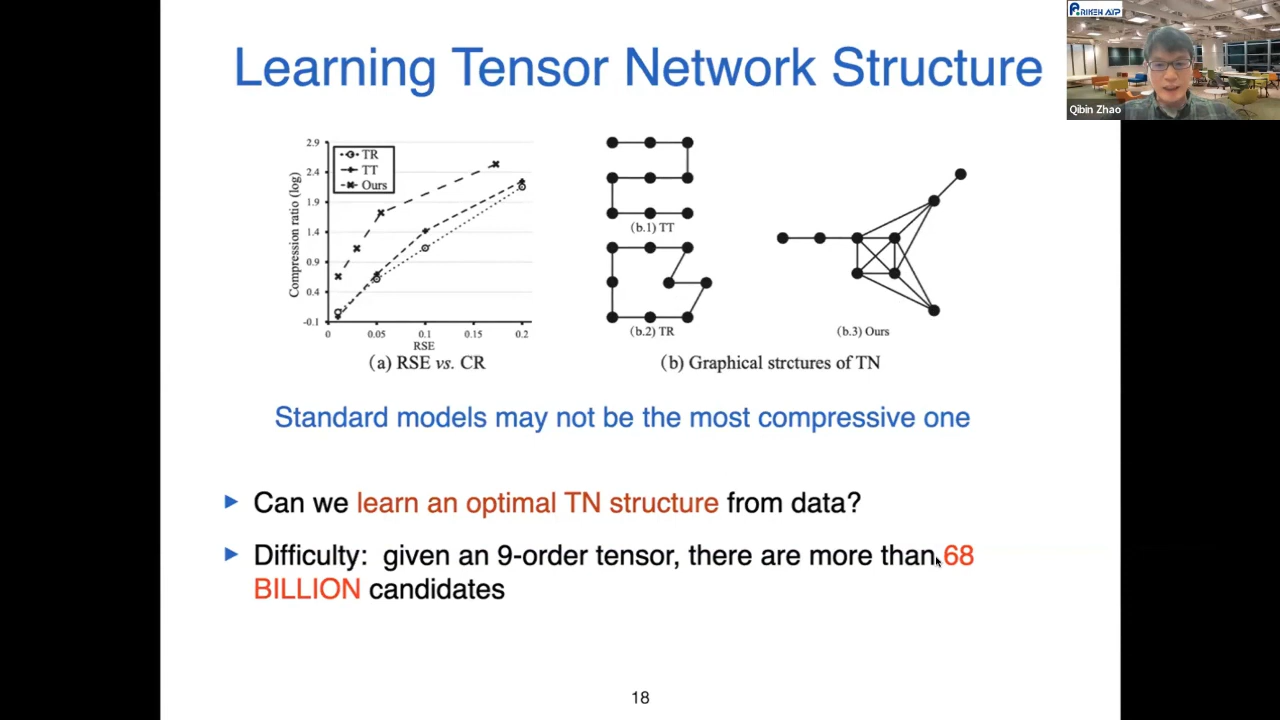 RIKEN AIP
Qibin Zhao
Learning Tensor Network Structure
TR
TT
Ours
Compression ratio (log)
2.9
2.4
1.9
1.4
0.9
0.4
-0.1
0 0.05 0.1 0.15 0.2
RSE
(a) RSE vs. CR
(b.1) TT
(b.2) TR
(b.3) Ours
(b) Graphical strctures of TN
Standard models may not be the most compressive one
Can we learn an optimal TN structure from data?
Difficulty: given an 9-order tensor, there are more than 68
BILLION candidates
18